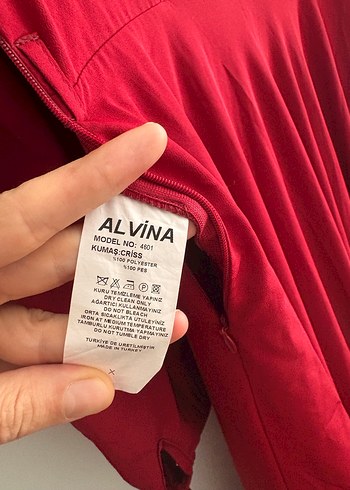 ALVİNA
MODEL NO: 4601
KUMAŞ:CRİSS
%100 POLYESTER
%100 PES
KURU TEMİZLEME YAPINIZ
DRY CLEAN ONLY
AĞARTICI KULLANMAYINIZ
DO NOT BLEACH
ORTA SICAKLIKTA ÜTÜLEYİNİZ
IRON AT MEDIUM TEMPERATURE
TAMBURLU KURUTMA YAPMAYINIZ
DO NOT TUMBLE DRY
TÜRKİYE'DE ÜRETİLMİŞTİR
MADE IN TURKEY